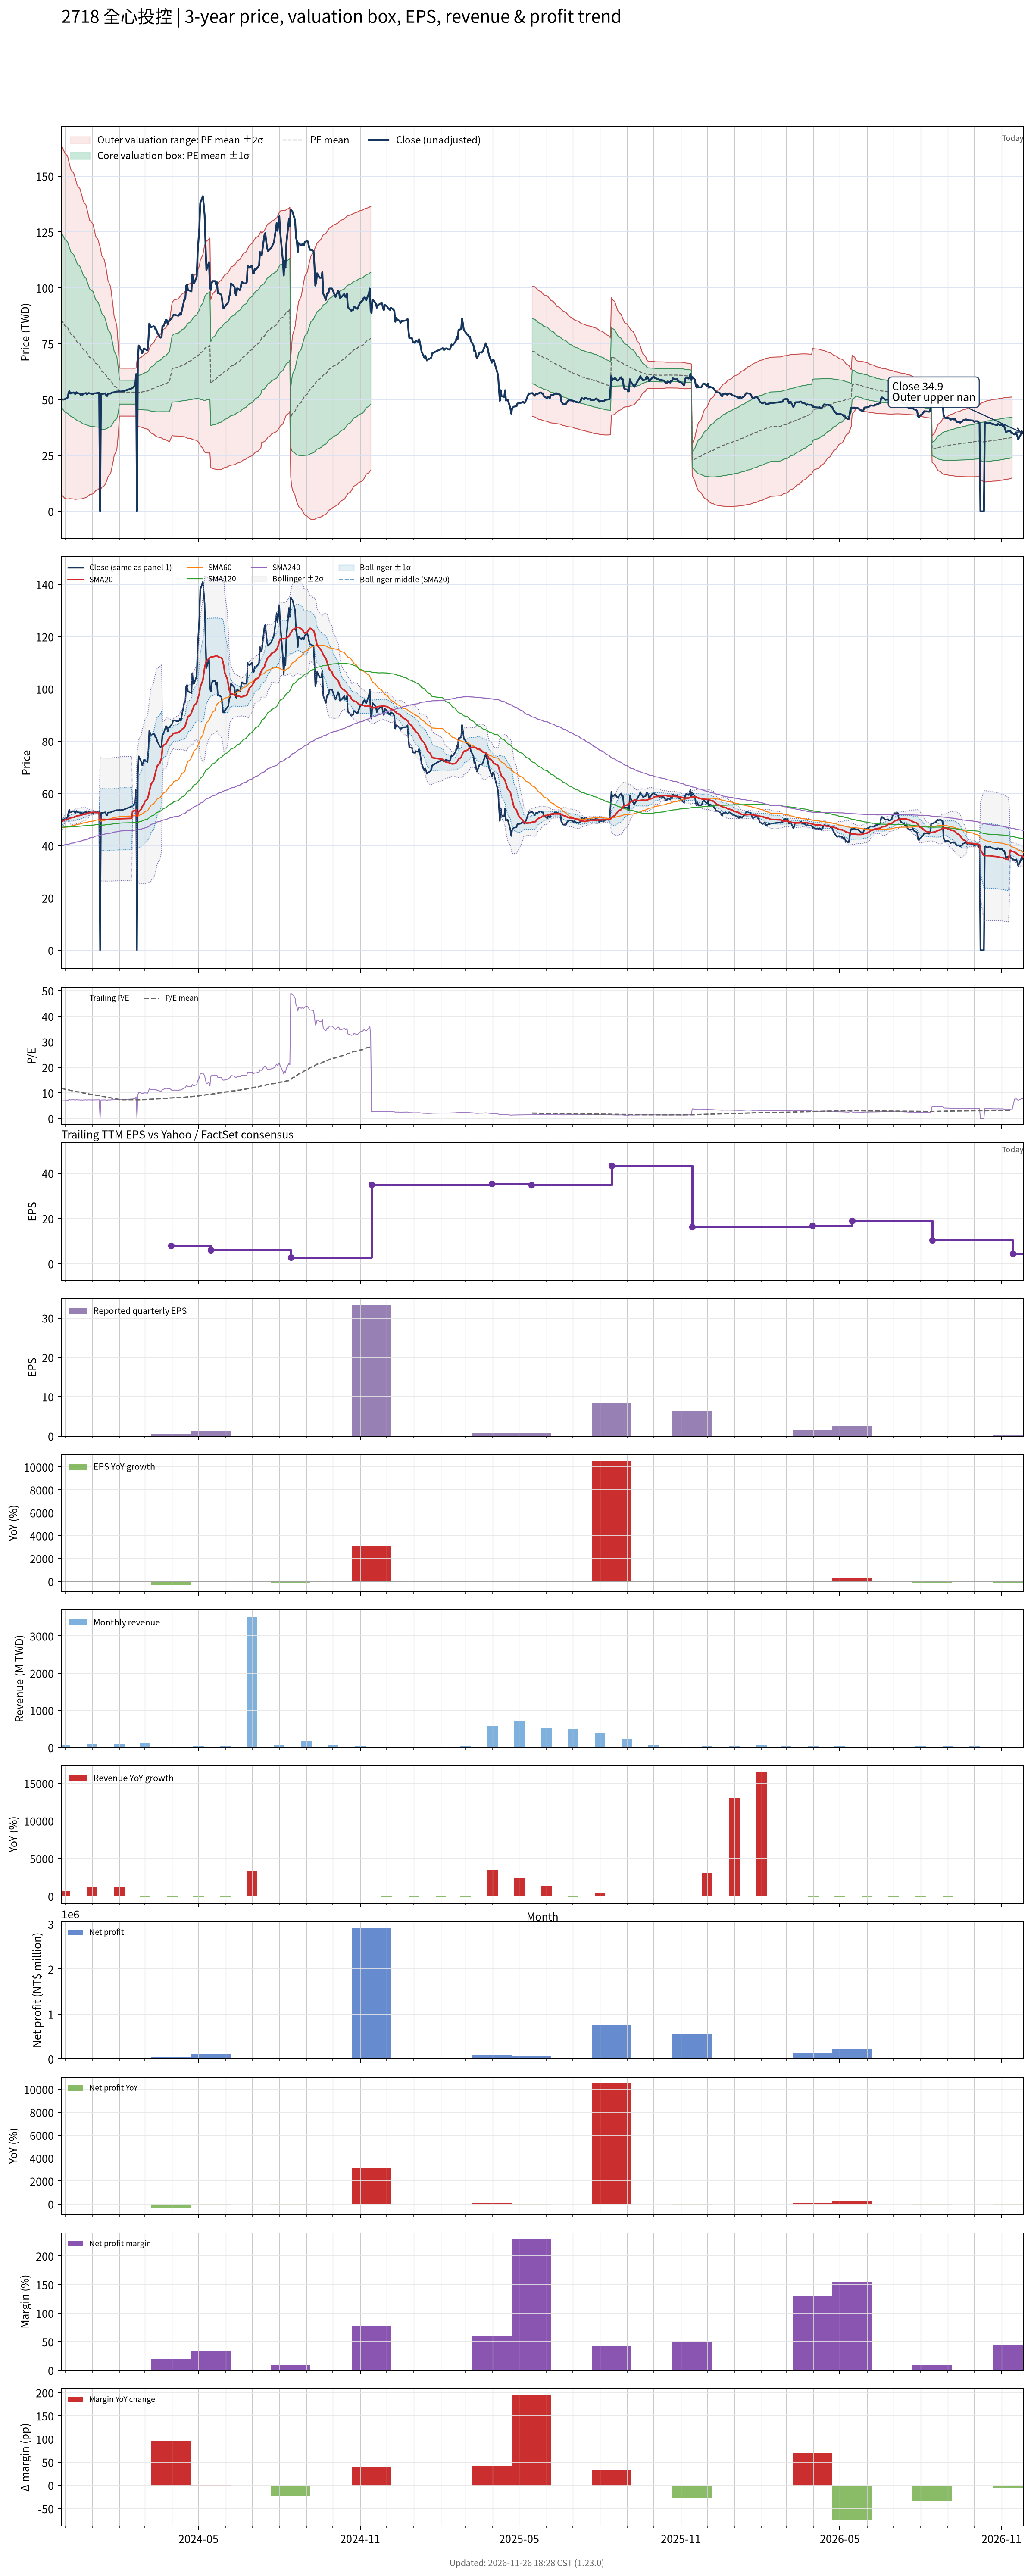 2718 全心投控 | 3-year price, valuation box, EPS, revenue & profit trend
Outer valuation range: PE mean ±2σ
PE mean
Close (unadjusted)
Core valuation box: PE mean ±1σ
Today
150
125
100
75
50
25
0
Price (TWD)
Close 34.9
Outer upper nan
Close (same as panel 1)
SMA60
SMA240
Bollinger ±1σ
SMA20
SMA120
Bollinger ±2σ
Bollinger middle (SMA20)
140
120
100
80
60
40
20
0
Price
Trailing P/E
P/E mean
50
40
30
20
10
0
P/E
Trailing TTM EPS vs Yahoo / FactSet consensus
Today
40
20
0
EPS
Reported quarterly EPS
30
20
10
0
EPS
EPS YoY growth
10000
8000
6000
4000
2000
0
YoY (%)
Monthly revenue
3000
2000
1000
0
Revenue (M TWD)
Revenue YoY growth
15000
10000
5000
0
YoY (%)
Month
1e6
Net profit
3
2
1
0
Net profit (NT$ million)
Net profit YoY
10000
8000
6000
4000
2000
0
YoY (%)
Net profit margin
200
150
100
50
0
Margin (%)
Margin YoY change
200
150
100
50
0
-50
Δ margin (pp)
2024-05
2024-11
2025-05
2025-11
2026-05
2026-11
Updated: 2026-11-26 18:28 CST (1.23.0)